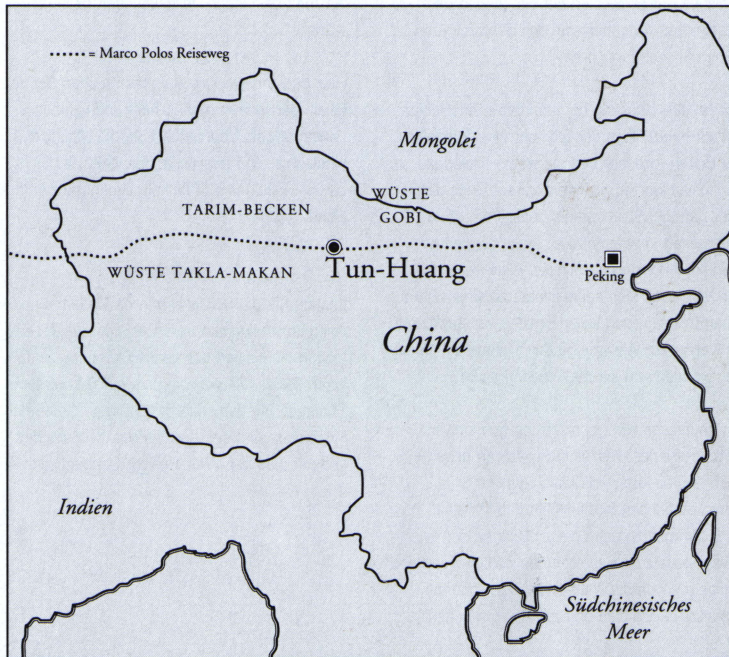 = Marco Polos Reiseweg
Mongolei
WÜSTE
GOBI
TARIM-BECKEN
WÜSTE TAKLA-MAKAN
Tun-Huang
Peking
China
Indien
Südchinesisches
Meer